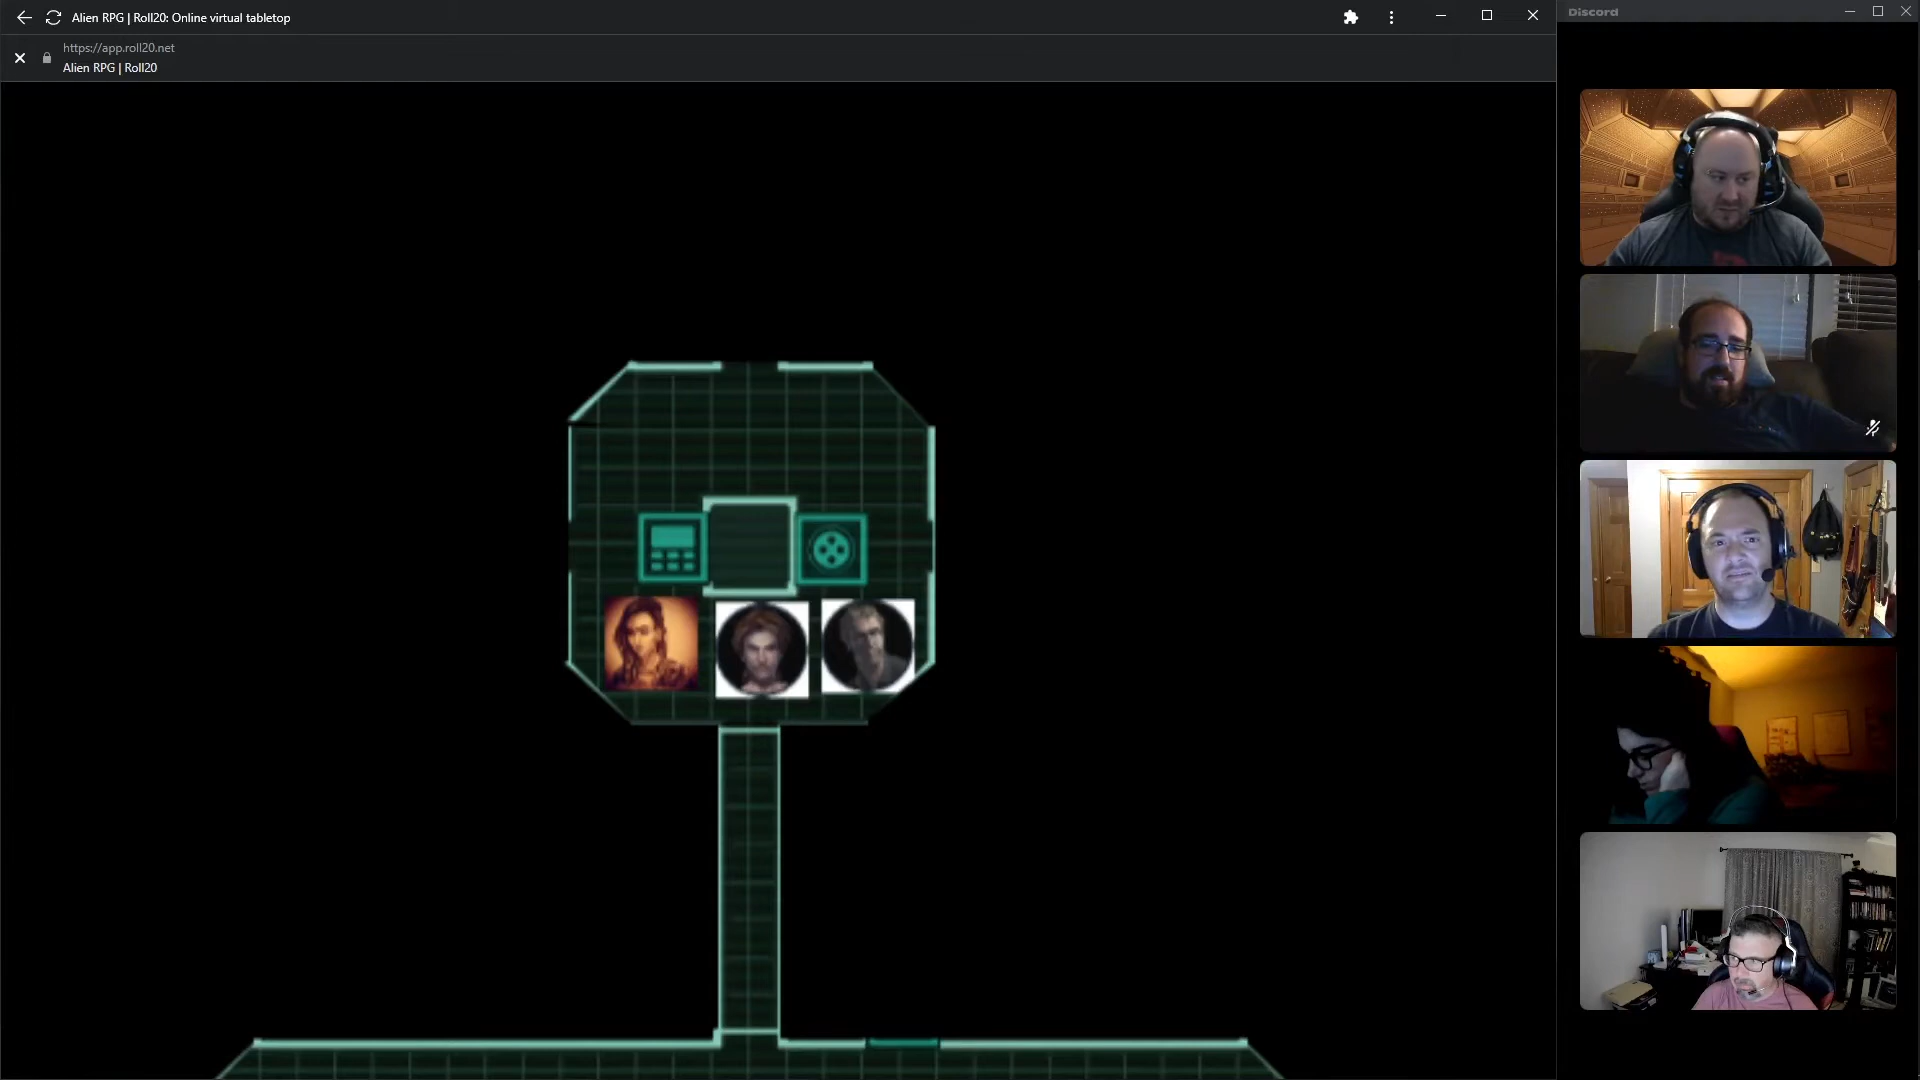 Alien RPG | Roll20: Online virtual tabletop
https://app.roll20.net
Alien RPG | Roll20
Discord